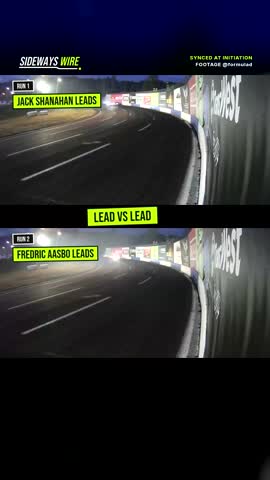 SIDEWAYS WIRE
SYNCED AT INITIATION
FOOTAGE @formulad
RUN 1
JACK SHANAHAN LEADS
LEAD VS LEAD
RUN 2
FREDRIC AASBO LEADS